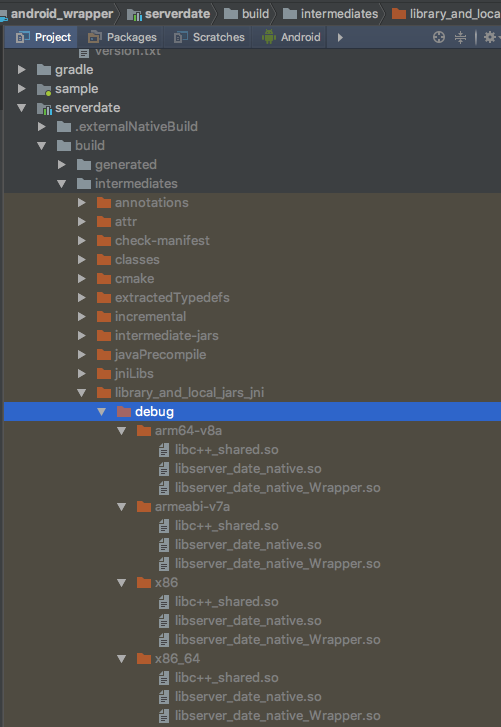 android_wrapper serverdate build intermediates library_and_loca
Project Packages Scratches Android
version.txt
gradle
sample
serverdate
.externalNativeBuild
build
generated
intermediates
annotations
attr
check-manifest
classes
cmake
extractedTypedefs
incremental
intermediate-jars
javaPrecompile
jniLibs
library_and_local_jars_jni
debug
arm64-v8a
libc++_shared.so
libserver_date_native.so
libserver_date_native_Wrapper.so
armeabi-v7a
libc++_shared.so
libserver_date_native.so
libserver_date_native_Wrapper.so
x86
libc++_shared.so
libserver_date_native.so
libserver_date_native_Wrapper.so
x86_64
libc++_shared.so
libserver_date_native.so
libserver_date_native_Wrapper.so